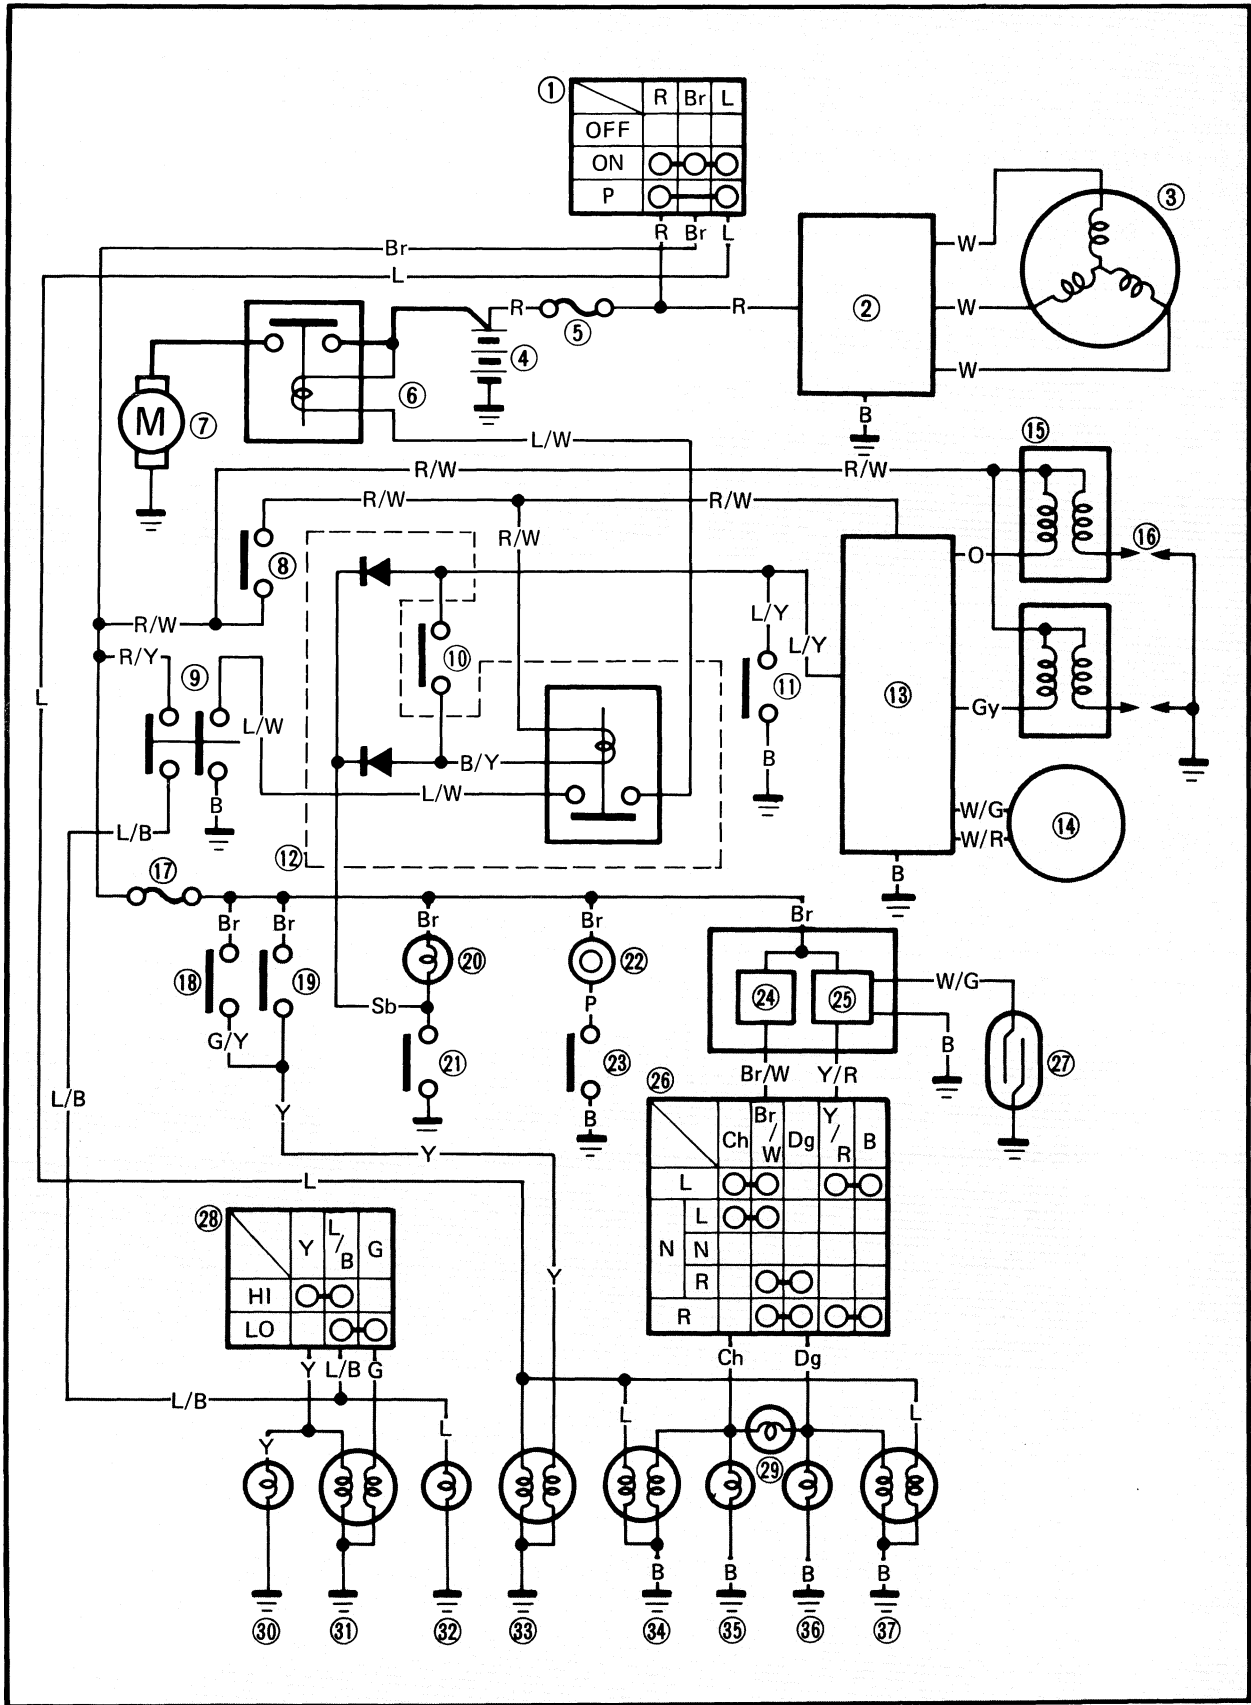 ① R Br L
OFF
ON
P
R Br L
③
Br
W
L
②
R
R
W
⑤
④
W
⑥
M
⑦
B
L/W
⑮
R/W
R/W
R/W
R/W
R/W
⑯
O
⑧
L/Y
R/W
L/Y
R/Y
⑩
⑨
⑪
⑬
L
Gy
L/W
B/Y
B
L/W
B
W/G
⑭
L/B
W/R
⑫
⑰
B
Br
Br
Br
Br
Br
⑳
㉒
W/G
⑱
⑲
㉔
㉕
Sb
P
G/Y
B
㉑
㉓
㉗
Br/W
Y/R
㉖
L/B
Y
B
Ch Br/W Dg Y/R B
Y
L
L
㉘
N L
Y L/B G
N
Y
R
HI
LO
R
Ch
Dg
Y L/B G
L/B
L
L
L
Y
㉙
B
B
B
B
㉚ ㉛ ㉜ ㉝ ㉞ ㉟ ㊱ ㊲